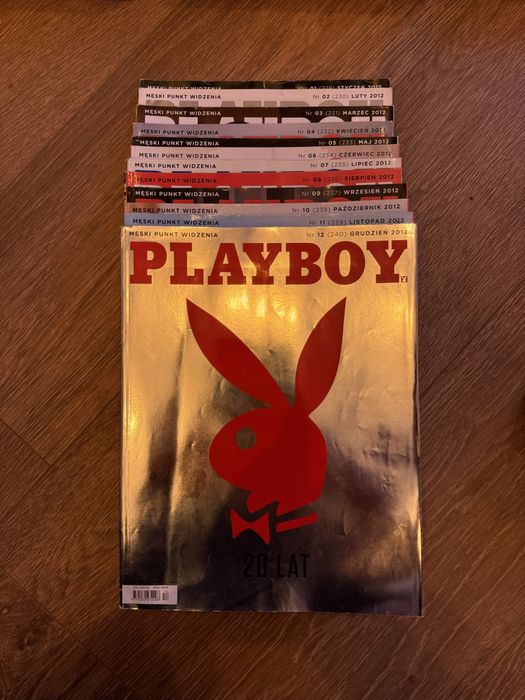 MĘSKI PUNKT WIDZENIA Nr 01 (229) STYCZEŃ 2012
MĘSKI PUNKT WIDZENIA Nr 02 (230) LUTY 2012
MĘSKI PUNKT WIDZENIA Nr 03 (231) MARZEC 2012
MĘSKI PUNKT WIDZENIA Nr 04 (232) KWIECIEŃ 2012
MĘSKI PUNKT WIDZENIA Nr 05 (233) MAJ 2012
MĘSKI PUNKT WIDZENIA Nr 06 (234) CZERWIEC 2012
MĘSKI PUNKT WIDZENIA Nr 07 (235) LIPIEC 2012
MĘSKI PUNKT WIDZENIA Nr 08 (236) SIERPIEŃ 2012
MĘSKI PUNKT WIDZENIA Nr 09 (237) WRZESIEŃ 2012
MĘSKI PUNKT WIDZENIA Nr 10 (238) PAŹDZIERNIK 2012
MĘSKI PUNKT WIDZENIA Nr 11 (239) LISTOPAD 2012
MĘSKI PUNKT WIDZENIA Nr 12 (240) GRUDZIEŃ 2012
PLAYBOY
20 LAT